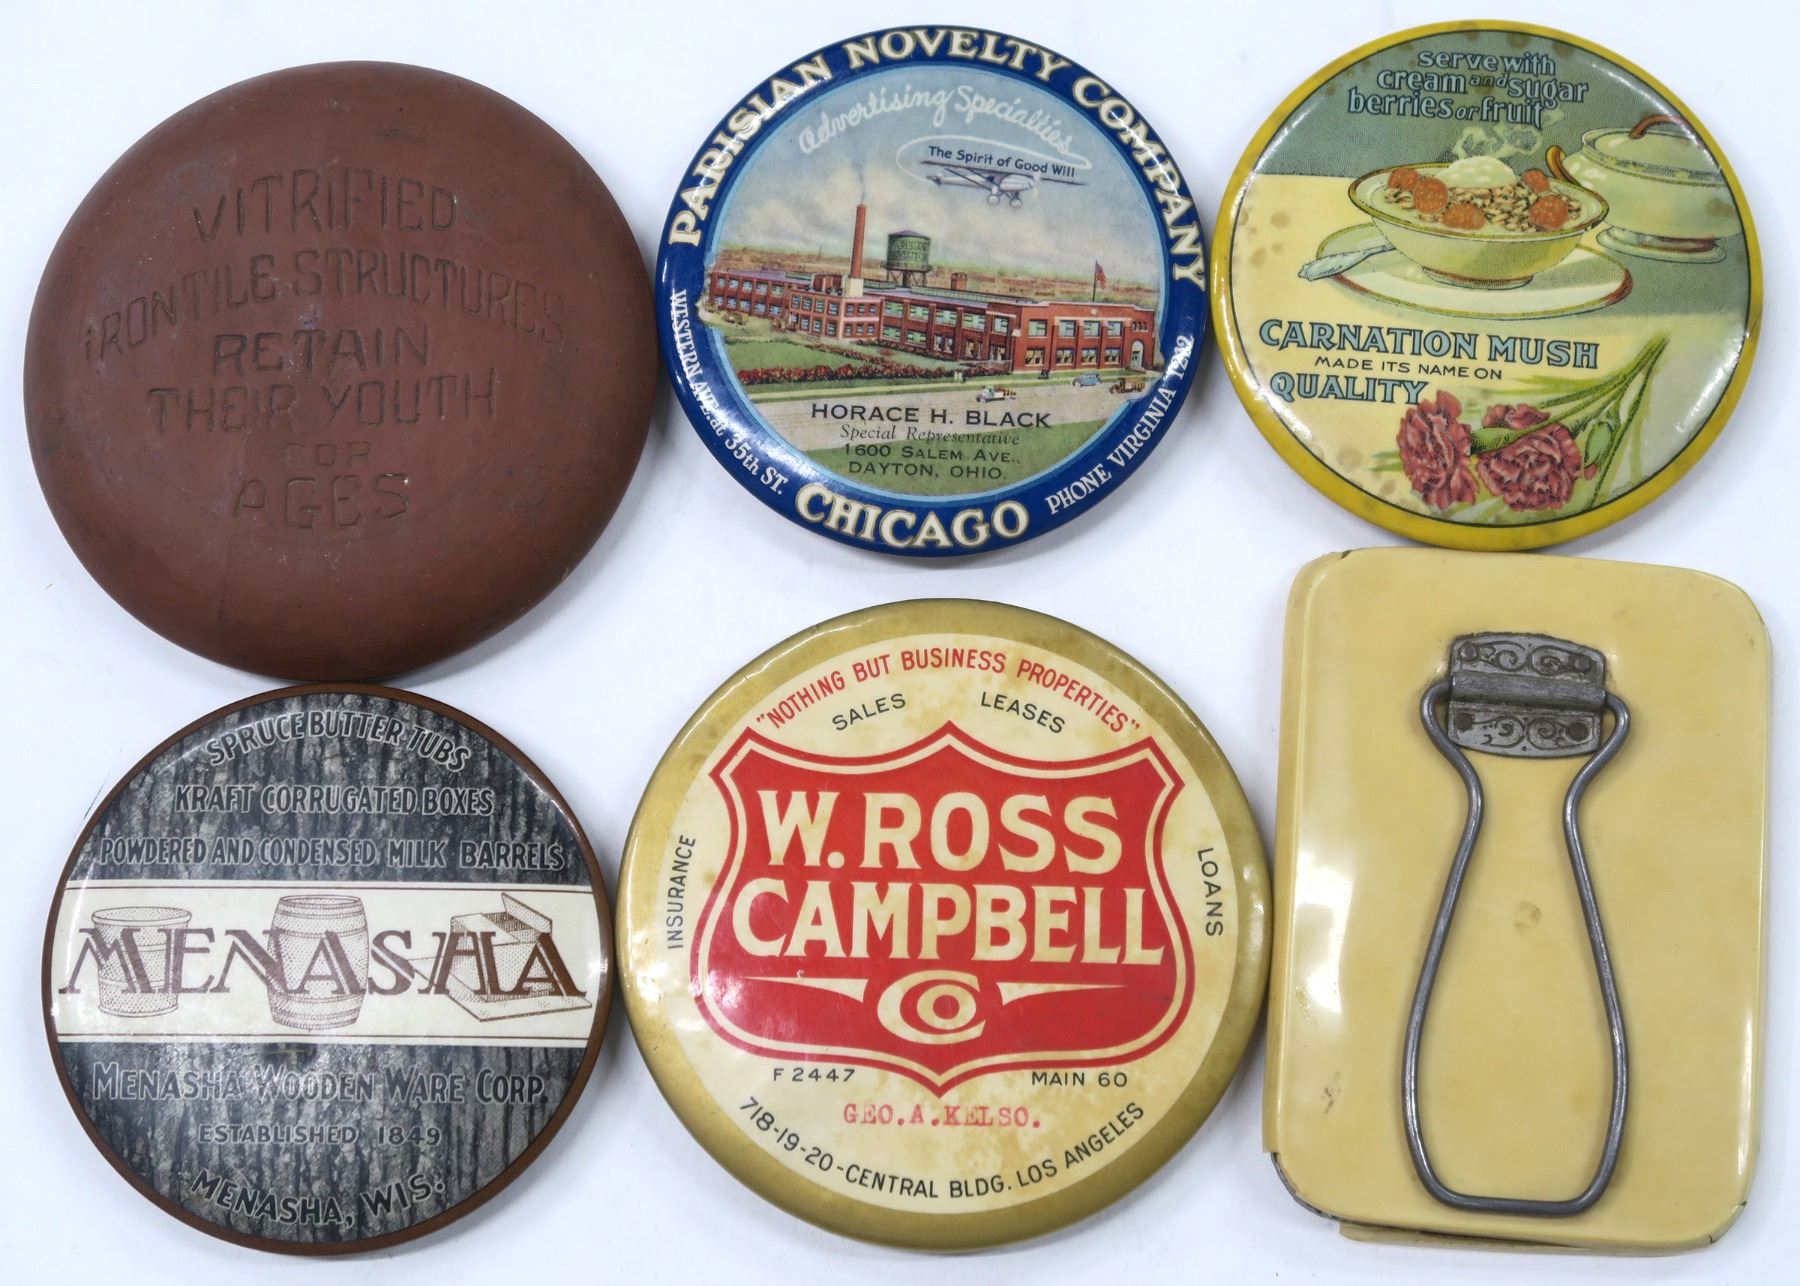 VITRIFIED
IRONTILE STRUCTURES
RETAIN
THEIR YOUTH
FOR
AGES
PARISIAN NOVELTY COMPANY
Advertising Specialties
The Spirit of Good Will
HORACE H. BLACK
Special Representative
1600 SALEM AVE.
DAYTON, OHIO.
WESTERN AVE. at 35th ST.
CHICAGO
PHONE VIRGINIA 1282
serve with
cream and sugar
berries or fruit
CARNATION MUSH
MADE ITS NAME ON
QUALITY
SPRUCE BUTTER TUBS
KRAFT CORRUGATED BOXES
POWDERED AND CONDENSED MILK BARRELS
MENASHA
MENASHA WOODEN WARE CORP.
ESTABLISHED 1849
MENASHA, WIS.
"NOTHING BUT BUSINESS PROPERTIES"
SALES LEASES
INSURANCE
LOANS
W. ROSS
CAMPBELL
CO
F 2447 MAIN 60
GEO.A.KELSO.
718-19-20-CENTRAL BLDG. LOS ANGELES